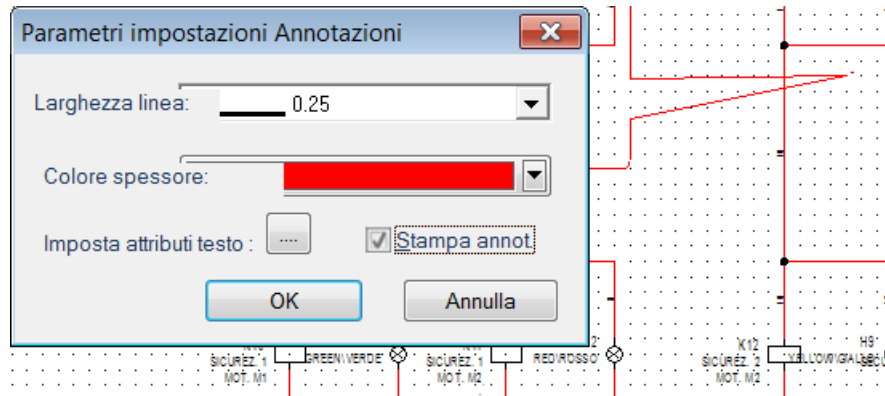 Parametri impostazioni Annotazioni
Larghezza linea: 0.25
Colore spessore:
Imposta attributi testo : .... Stampa annot.
OK Annulla
SICUREZ. 1 GREEN\VERDE SICUREZ. 1 RED\ROSSO K12 H9
MOT. M1 MOT. M2 SICUREZ. 2 YELLOW\GIALLO
MOT. M2